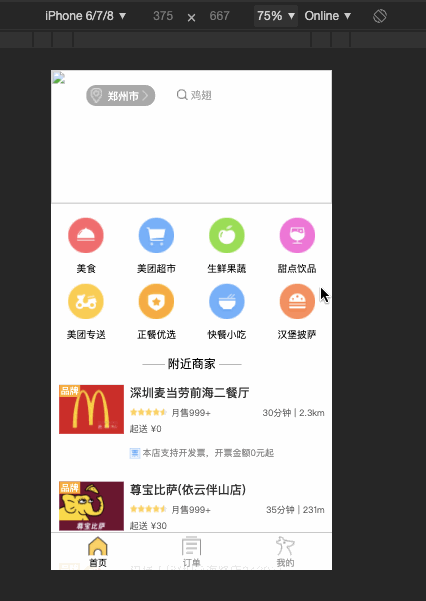 iPhone 6/7/8 ▼ 375 × 667 75% ▼ Online ▼
郑州市 鸡翅
美食 美团超市 生鲜果蔬 甜点饮品
美团专送 正餐优选 快餐小吃 汉堡披萨
附近商家
品牌
深圳麦当劳前海二餐厅
月售999+ 30分钟 | 2.3km
起送 ¥0
本店支持开发票，开票金额0元起
品牌
尊宝比萨(依云伴山店)
尊宝比萨
月售999+ 35分钟 | 231m
起送 ¥30
首页 订单 我的